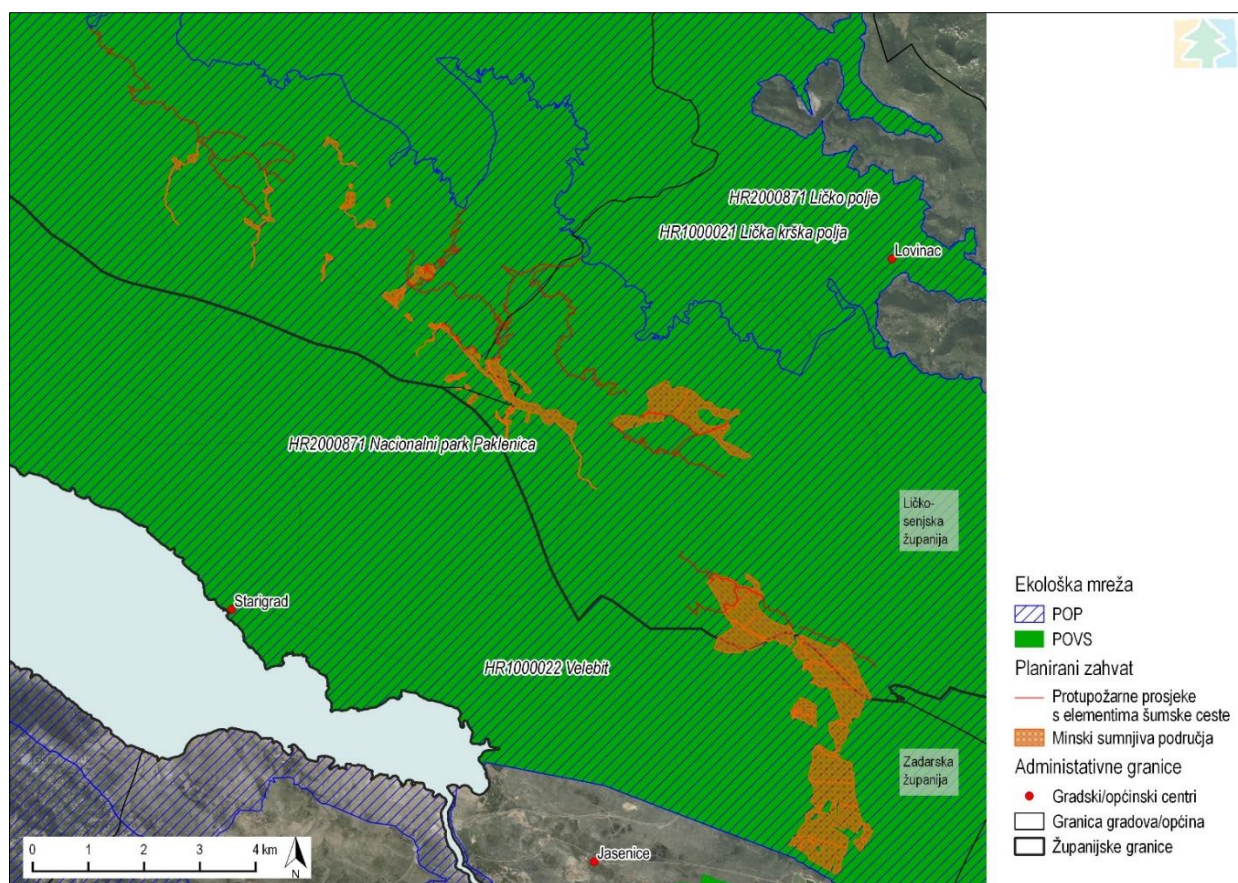 HR2000871 Ličko polje
HR1000021 Lička krška polja
Lovinac
HR2000871 Nacionalni park Paklenica
Ličko-
senjska
županija
Starigrad
HR1000022 Velebit
Zadarska
županija
Jasenice
0 1 2 3 4 km
N
Ekološka mreža
POP
POVS
Planirani zahvat
Protupožarne prosjeke
s elementima šumske ceste
Minski sumnjiva područja
Administativne granice
Gradski/općinski centri
Granica gradova/općina
Županijske granice